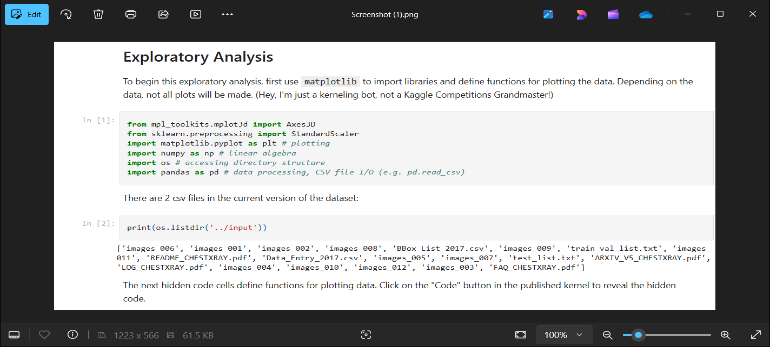 Edit
Screenshot (1).png
Exploratory Analysis
To begin this exploratory analysis, first use matplotlib to import libraries and define functions for plotting the data. Depending on the
data, not all plots will be made. (Hey, I'm just a kerneling bot, not a Kaggle Competitions Grandmaster!)
In [1]:
from mpl_toolkits.mplot3d import Axes3D
from sklearn.preprocessing import StandardScaler
import matplotlib.pyplot as plt # plotting
import numpy as np # linear algebra
import os # accessing directory structure
import pandas as pd # data processing, CSV file I/O (e.g. pd.read_csv)
There are 2 csv files in the current version of the dataset:
In [2]:
print(os.listdir('../input'))
['images_006', 'images_001', 'images_002', 'images_008', 'BBox_List_2017.csv', 'images_009', 'train_val_list.txt', 'images_
011', 'README_CHESTXRAY.pdf', 'Data_Entry_2017.csv', 'images_005', 'images_007', 'test_list.txt', 'ARXIV_V5_CHESTXRAY.pdf',
'LOG_CHESTXRAY.pdf', 'images_004', 'images_010', 'images_012', 'images_003', 'FAQ_CHESTXRAY.pdf']
The next hidden code cells define functions for plotting data. Click on the "Code" button in the published kernel to reveal the hidden
code.
1223 x 566 61.5 KB 100%